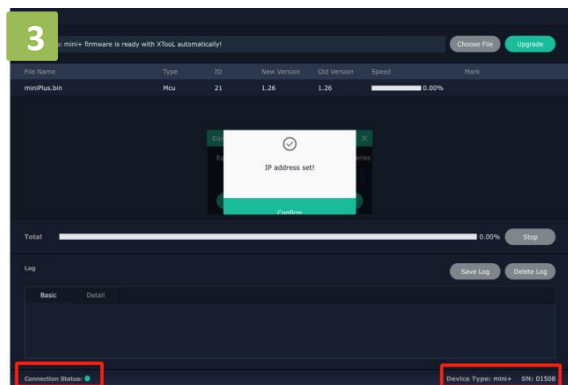 3
mini+ firmware is ready with XTooL automatically!
Choose File
Upgrade
File Name Type ID New Version Old Version Speed Mark
miniPlus.bin Mcu 21 1.26 1.26 0.00%
IP address set!
Confirm
Total 0.00% Stop
Log
Save Log Delete Log
Basic Detail
Connection Status: Device Type: mini+ SN: 01508